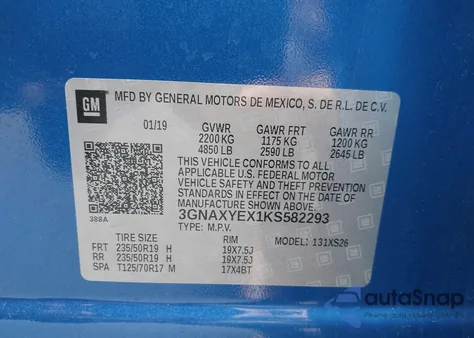 GM MFD BY GENERAL MOTORS DE MEXICO, S. DE R.L. DE C.V.
01/19 GVWR GAWR FRT GAWR RR
2200 KG 1175 KG 1200 KG
4850 LB 2590 LB 2645 LB
THIS VEHICLE CONFORMS TO ALL
APPLICABLE U.S. FEDERAL MOTOR
VEHICLE SAFETY AND THEFT PREVENTION
STANDARDS IN EFFECT ON THE DATE OF
MANUFACTURE SHOWN ABOVE.
388A
3GNAXYEX1KS582293
TYPE: M.P.V.
TIRE SIZE RIM MODEL: 131XS26
FRT 235/50R19 H 19X7.5J
RR 235/50R19 H 19X7.5J
SPA T125/70R17 M 17X4BT
autoSnap